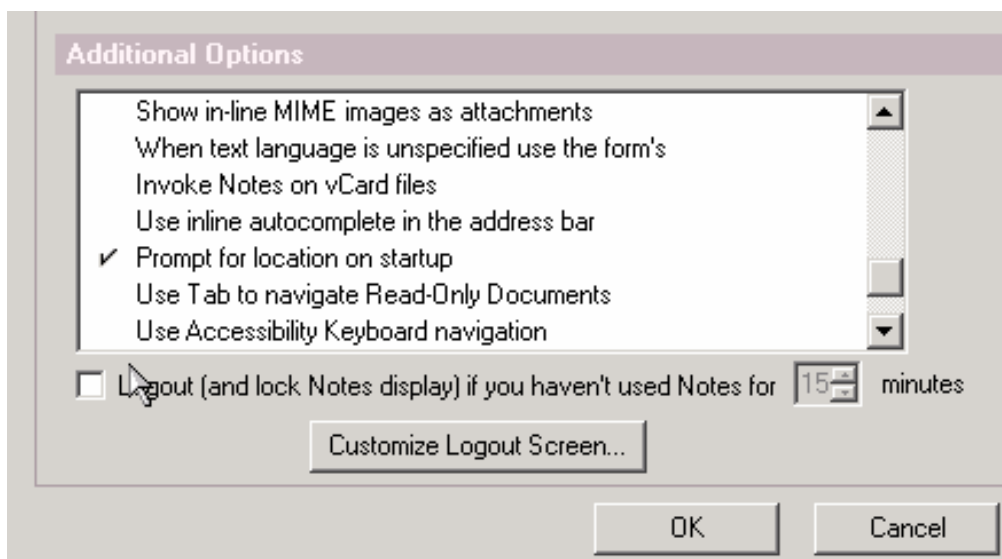 Additional Options
Show in-line MIME images as attachments
When text language is unspecified use the form's
Invoke Notes on vCard files
Use inline autocomplete in the address bar
Prompt for location on startup
Use Tab to navigate Read-Only Documents
Use Accessibility Keyboard navigation
Logout (and lock Notes display) if you haven't used Notes for 15 minutes
Customize Logout Screen...
OK Cancel